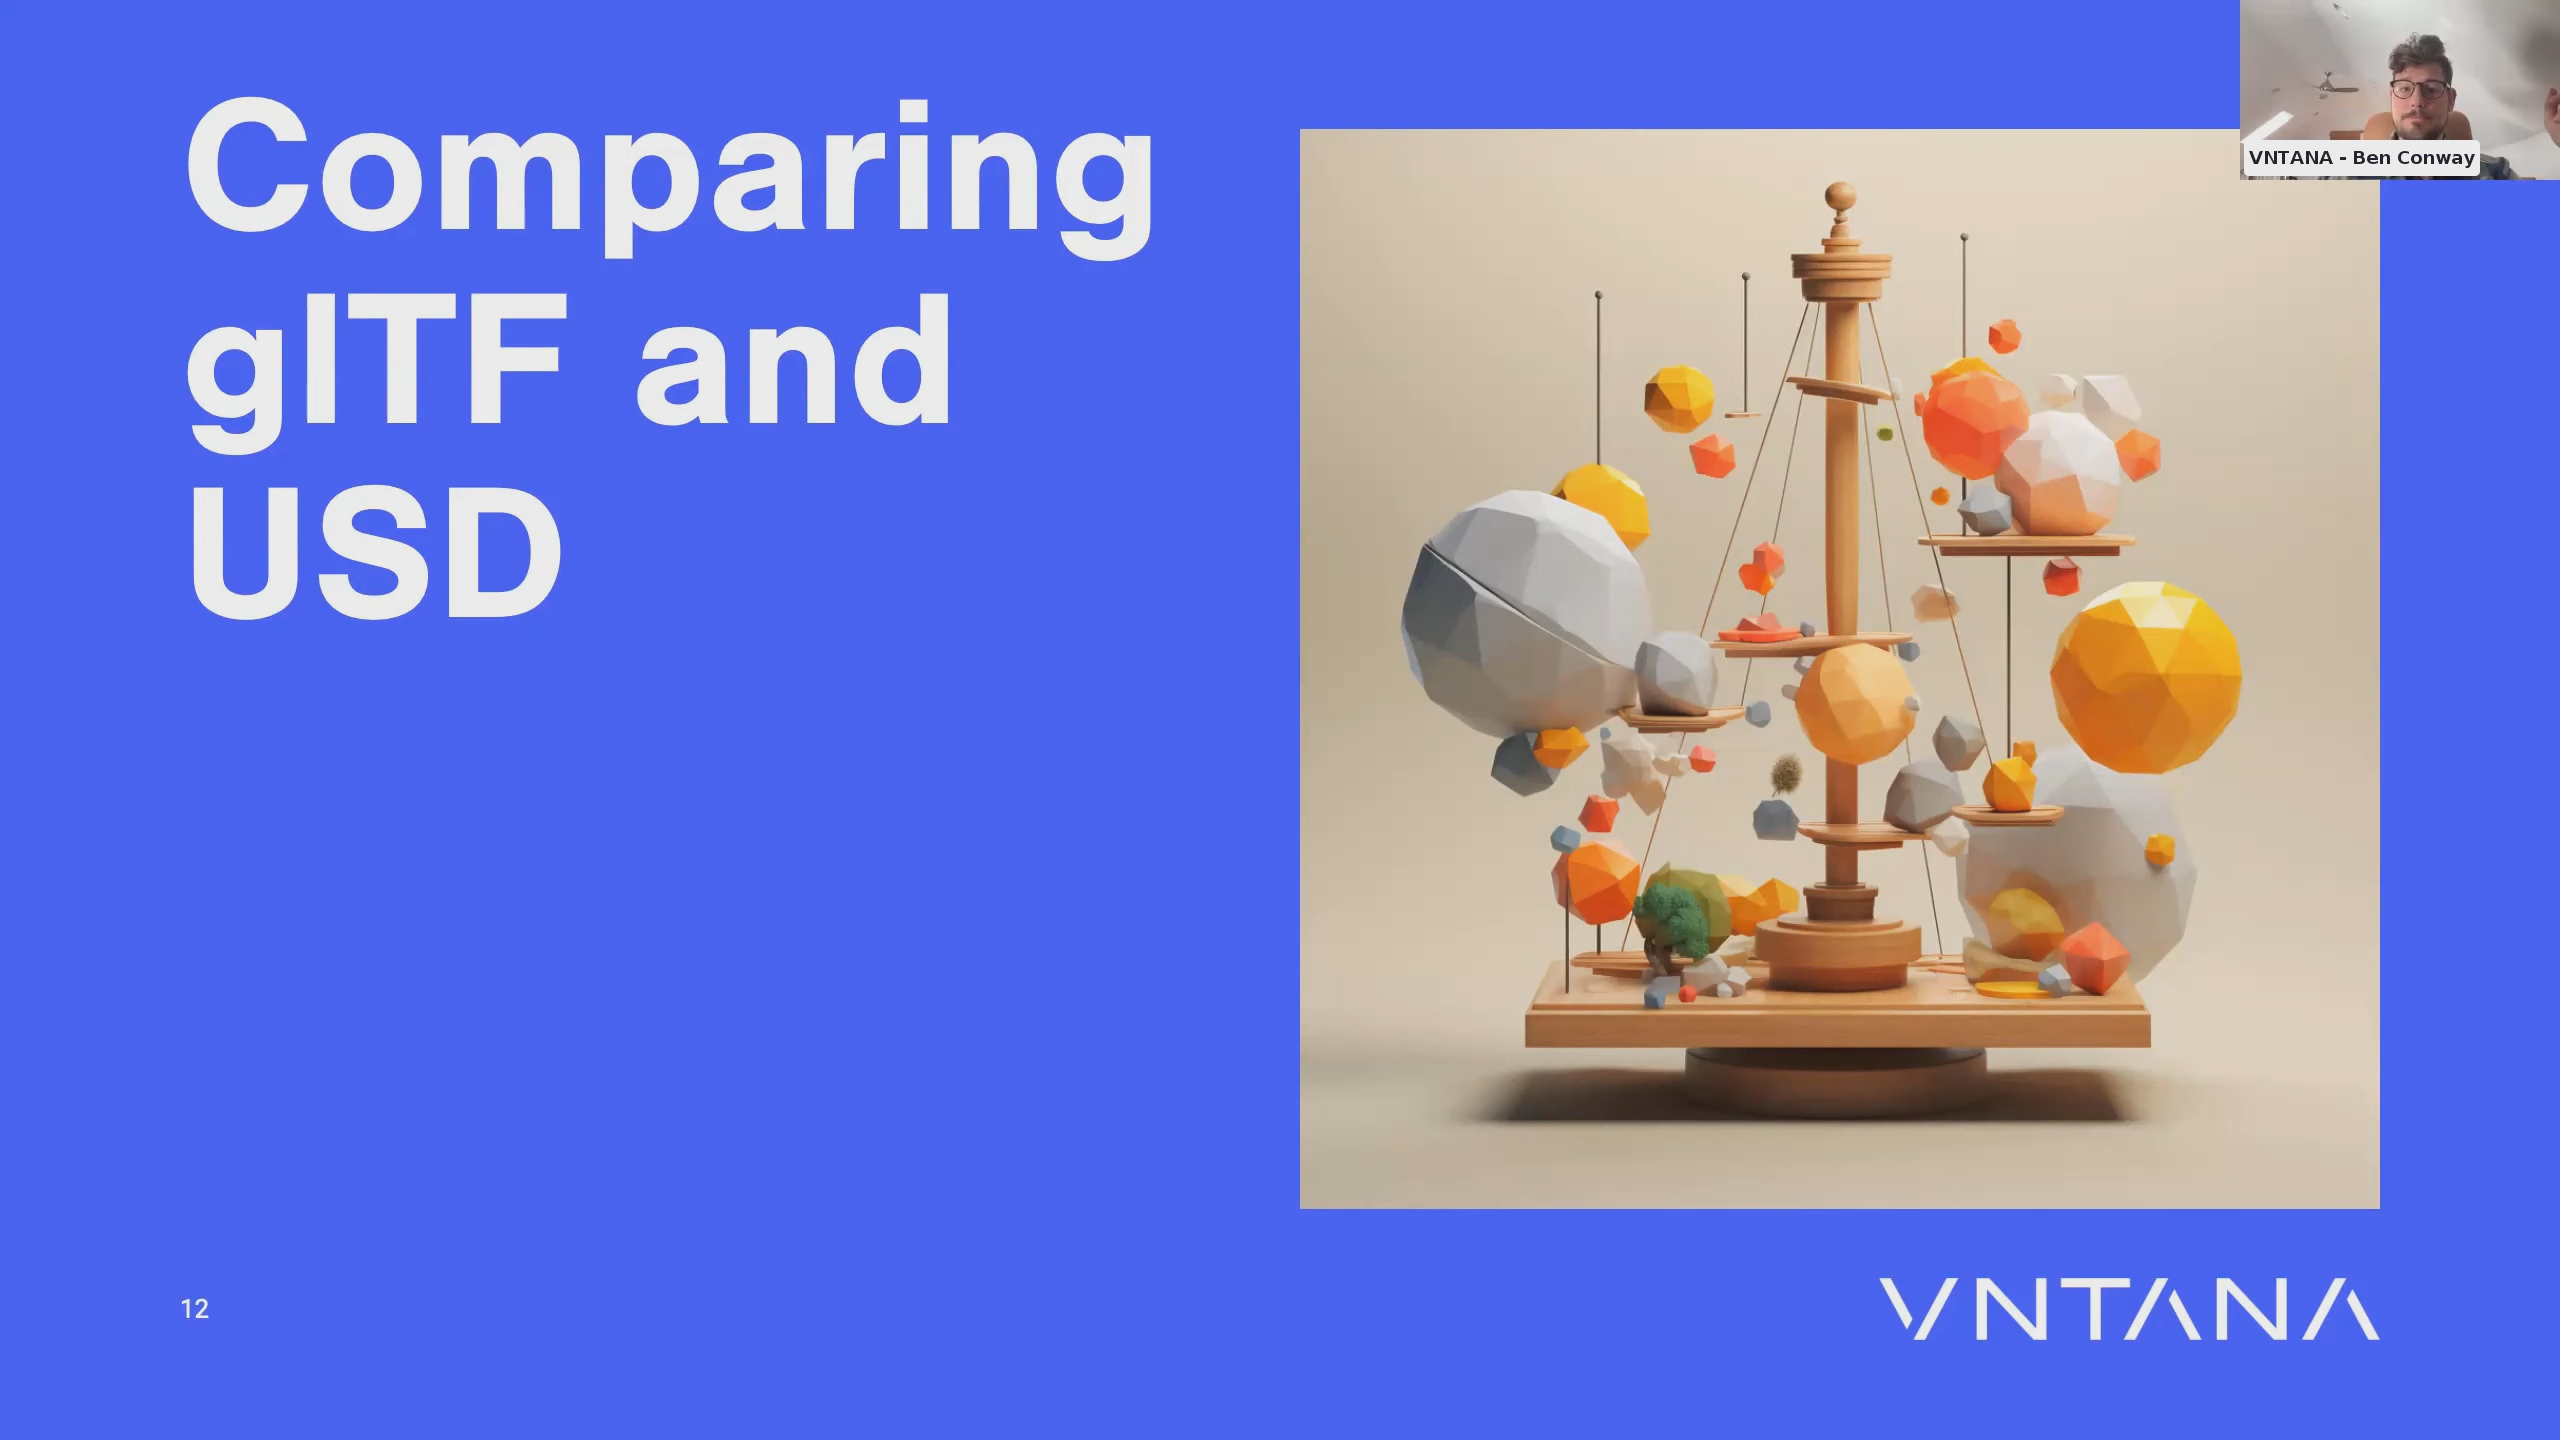 Comparing
glTF and
USD
VNTANA - Ben Conway
12
VNTANA